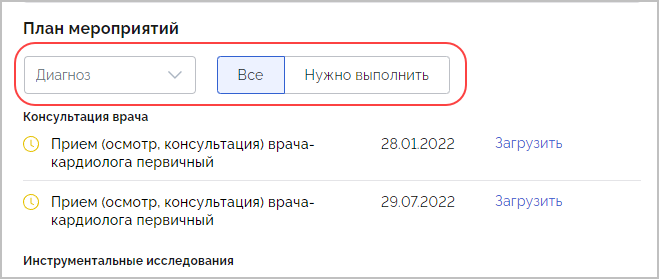 План мероприятий
Диагноз Все Нужно выполнить
Консультация врача
Прием (осмотр, консультация) врача- 28.01.2022 Загрузить
кардиолога первичный
Прием (осмотр, консультация) врача- 29.07.2022 Загрузить
кардиолога первичный
Инструментальные исследования